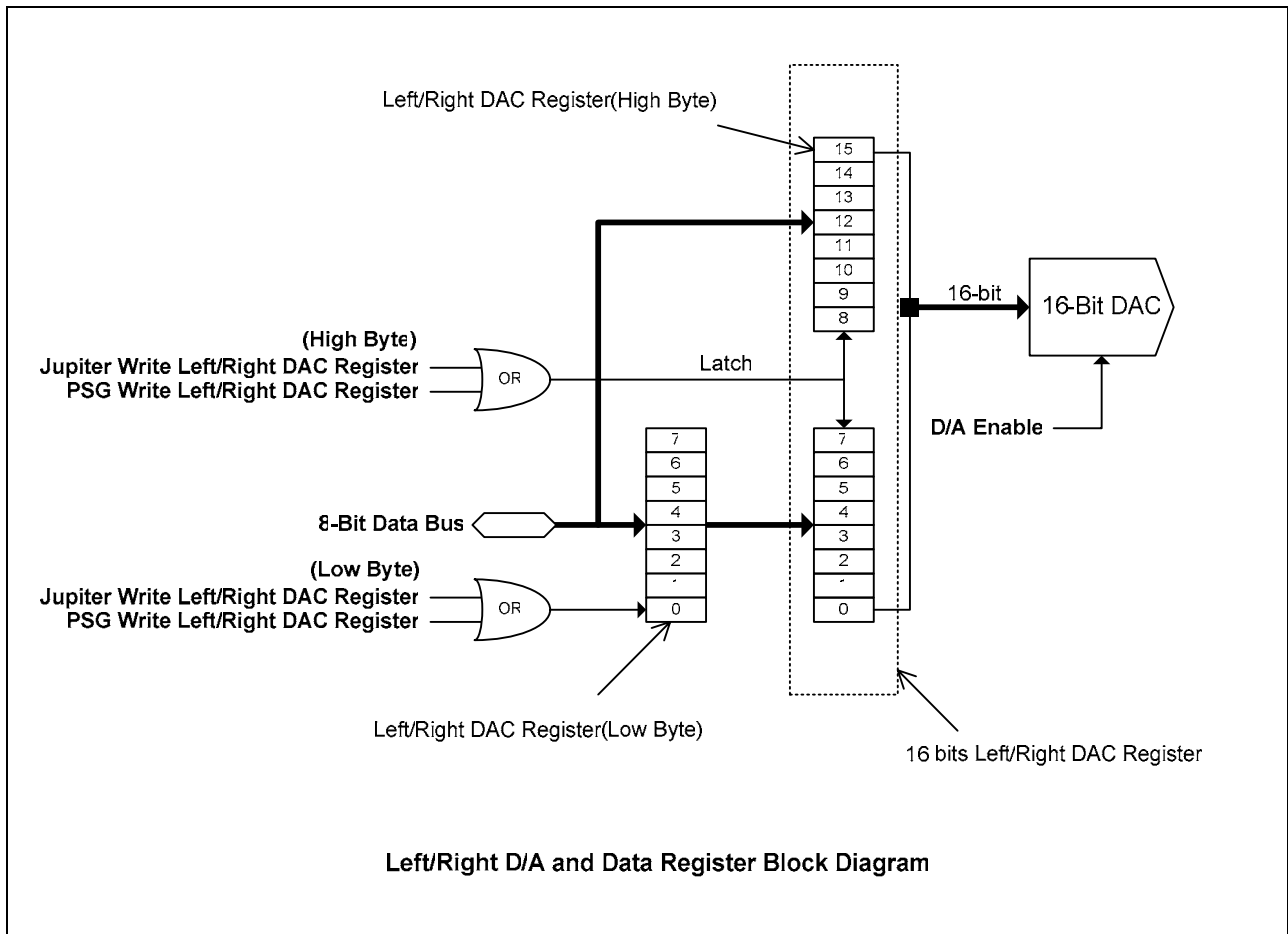 Left/Right DAC Register(High Byte)
15
14
13
12
11
10
9
8
16-bit
16-Bit DAC
(High Byte)
Jupiter Write Left/Right DAC Register
PSG Write Left/Right DAC Register
OR
Latch
D/A Enable
7
6
5
4
3
2
0
7
6
5
4
3
2
0
8-Bit Data Bus
(Low Byte)
Jupiter Write Left/Right DAC Register
PSG Write Left/Right DAC Register
OR
Left/Right DAC Register(Low Byte)
16 bits Left/Right DAC Register
Left/Right D/A and Data Register Block Diagram